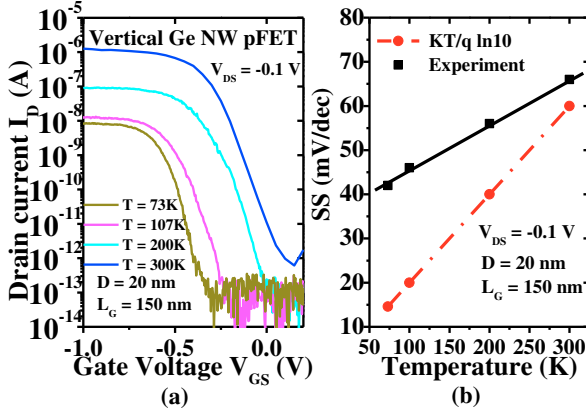 (a)
Vertical Ge NW pFET
V_DS = -0.1 V
Drain current I_D (A)
10^-5
10^-6
10^-7
10^-8
10^-9
10^-10
10^-11
10^-12
10^-13
10^-14
T = 73K
T = 107K
T = 200K
T = 300K
D = 20 nm
L_G = 150 nm
-1.0 -0.5 0.0
Gate Voltage V_GS (V)
(a)
(b)
KT/q ln10
Experiment
SS (mV/dec)
80
70
60
50
40
30
20
10
V_DS = -0.1 V
D = 20 nm
L_G = 150 nm
50 100 150 200 250 300
Temperature (K)
(b)